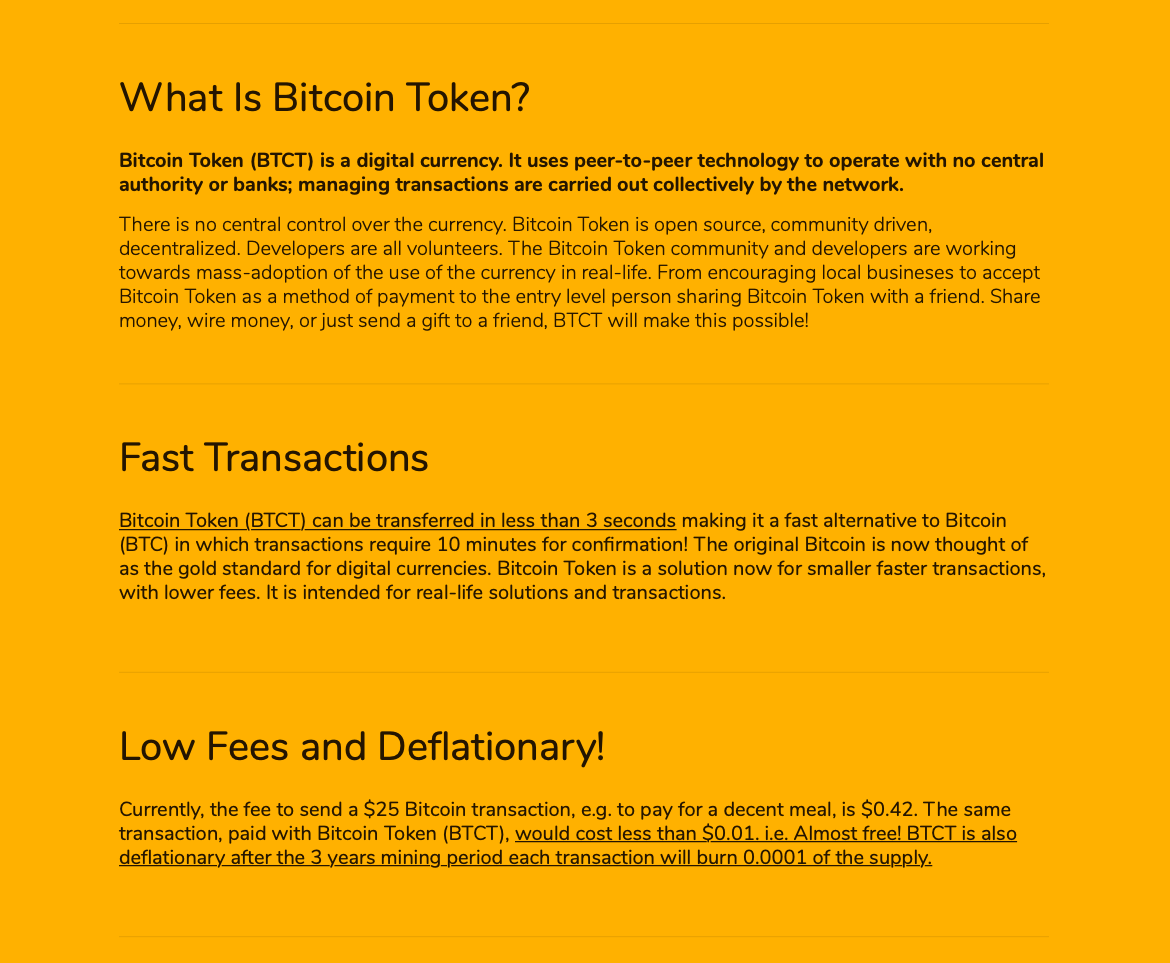 What Is Bitcoin Token?
Bitcoin Token (BTCT) is a digital currency. It uses peer-to-peer technology to operate with no central
authority or banks; managing transactions are carried out collectively by the network.
There is no central control over the currency. Bitcoin Token is open source, community driven,
decentralized. Developers are all volunteers. The Bitcoin Token community and developers are working
towards mass-adoption of the use of the currency in real-life. From encouraging local busineses to accept
Bitcoin Token as a method of payment to the entry level person sharing Bitcoin Token with a friend. Share
money, wire money, or just send a gift to a friend, BTCT will make this possible!
Fast Transactions
Bitcoin Token (BTCT) can be transferred in less than 3 seconds making it a fast alternative to Bitcoin
(BTC) in which transactions require 10 minutes for confirmation! The original Bitcoin is now thought of
as the gold standard for digital currencies. Bitcoin Token is a solution now for smaller faster transactions,
with lower fees. It is intended for real-life solutions and transactions.
Low Fees and Deflationary!
Currently, the fee to send a $25 Bitcoin transaction, e.g. to pay for a decent meal, is $0.42. The same
transaction, paid with Bitcoin Token (BTCT), would cost less than $0.01. i.e. Almost free! BTCT is also
deflationary after the 3 years mining period each transaction will burn 0.0001 of the supply.